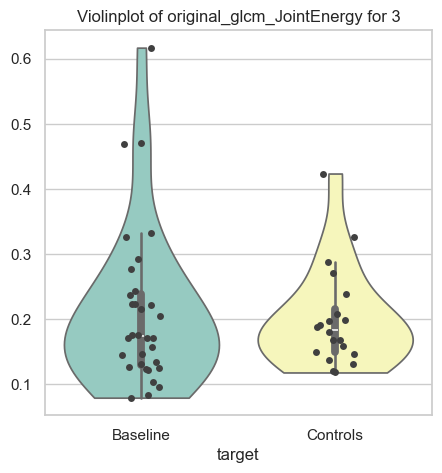 Violinplot of original_glcm_JointEnergy for 3
0.6
0.5
0.4
0.3
0.2
0.1
Baseline
Controls
target